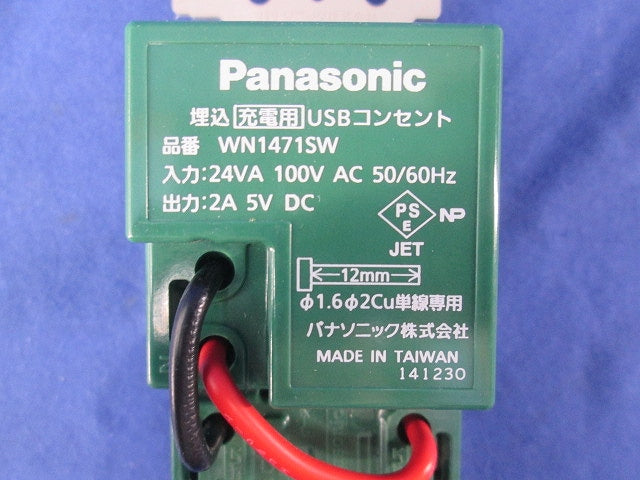 Panasonic
埋込 充電用 USBコンセント
品番 WN1471SW
入力:24VA 100V AC 50/60Hz
出力:2A 5V DC
PS E NP
JET
12mm
φ1.6φ2Cu単線専用
パナソニック株式会社
MADE IN TAIWAN
141230